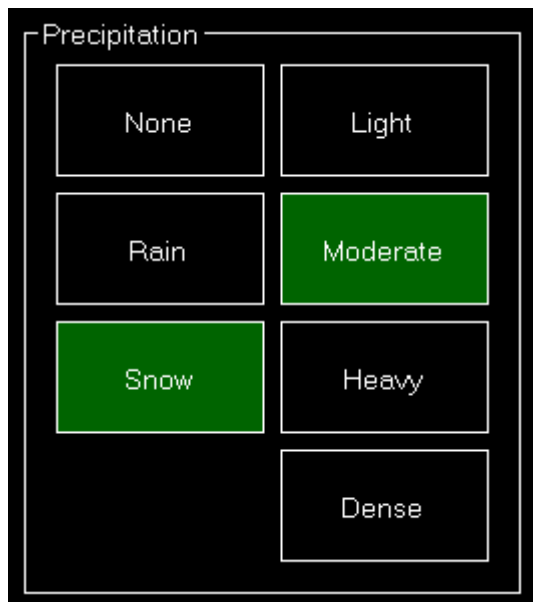 Precipitation
None
Light
Rain
Moderate
Snow
Heavy
Dense